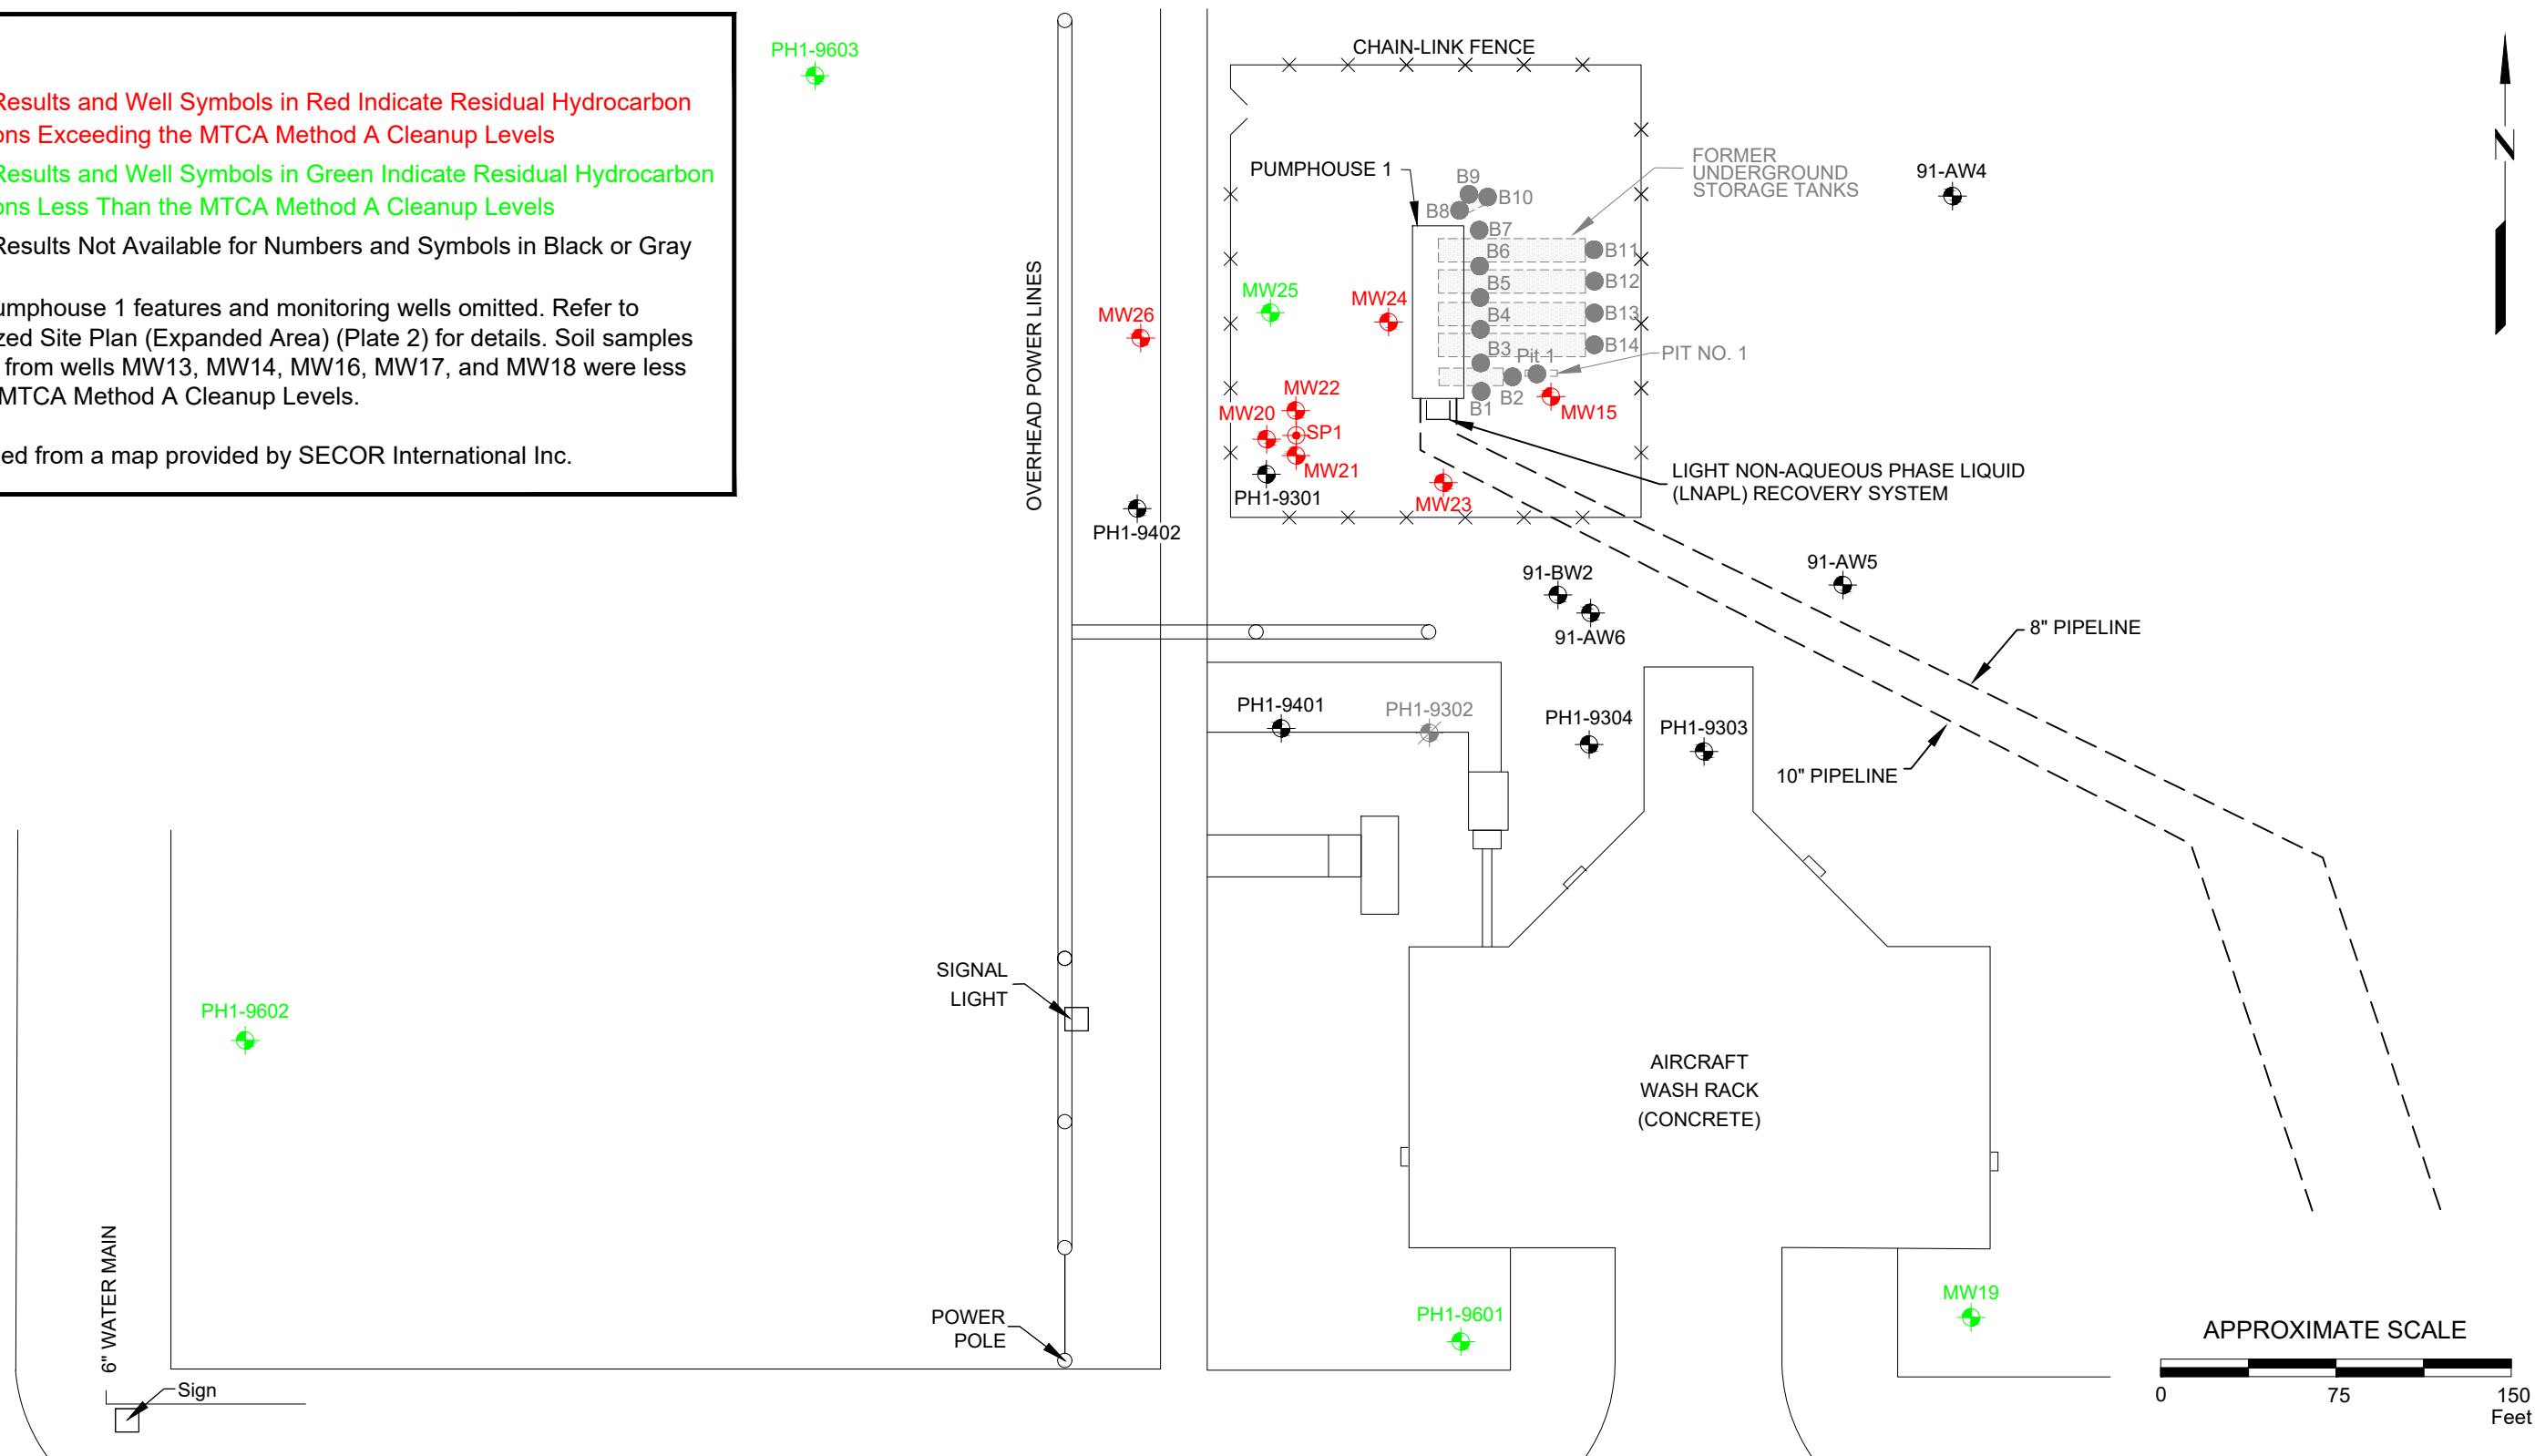 Results and Well Symbols in Red Indicate Residual Hydrocarbon
ons Exceeding the MTCA Method A Cleanup Levels
Results and Well Symbols in Green Indicate Residual Hydrocarbon
ons Less Than the MTCA Method A Cleanup Levels
Results Not Available for Numbers and Symbols in Black or Gray
umphouse 1 features and monitoring wells omitted. Refer to
zed Site Plan (Expanded Area) (Plate 2) for details. Soil samples
from wells MW13, MW14, MW16, MW17, and MW18 were less
MTCA Method A Cleanup Levels.
ed from a map provided by SECOR International Inc.
PH1-9603
CHAIN-LINK FENCE
PUMPHOUSE 1
FORMER
UNDERGROUND
STORAGE TANKS
91-AW4
N
B9
B10
B8
B7
B6
B11
B5
B12
B4
B13
B3
B14
Pit 1
PIT NO. 1
B1
B2
MW15
MW25
MW24
MW26
OVERHEAD POWER LINES
MW22
MW20
SP1
MW21
PH1-9301
MW23
LIGHT NON-AQUEOUS PHASE LIQUID
(LNAPL) RECOVERY SYSTEM
PH1-9402
91-BW2
91-AW6
91-AW5
8" PIPELINE
10" PIPELINE
PH1-9401
PH1-9302
PH1-9304
PH1-9303
SIGNAL
LIGHT
PH1-9602
AIRCRAFT
WASH RACK
(CONCRETE)
6" WATER MAIN
POWER
POLE
PH1-9601
MW19
Sign
APPROXIMATE SCALE
0
75
150
Feet